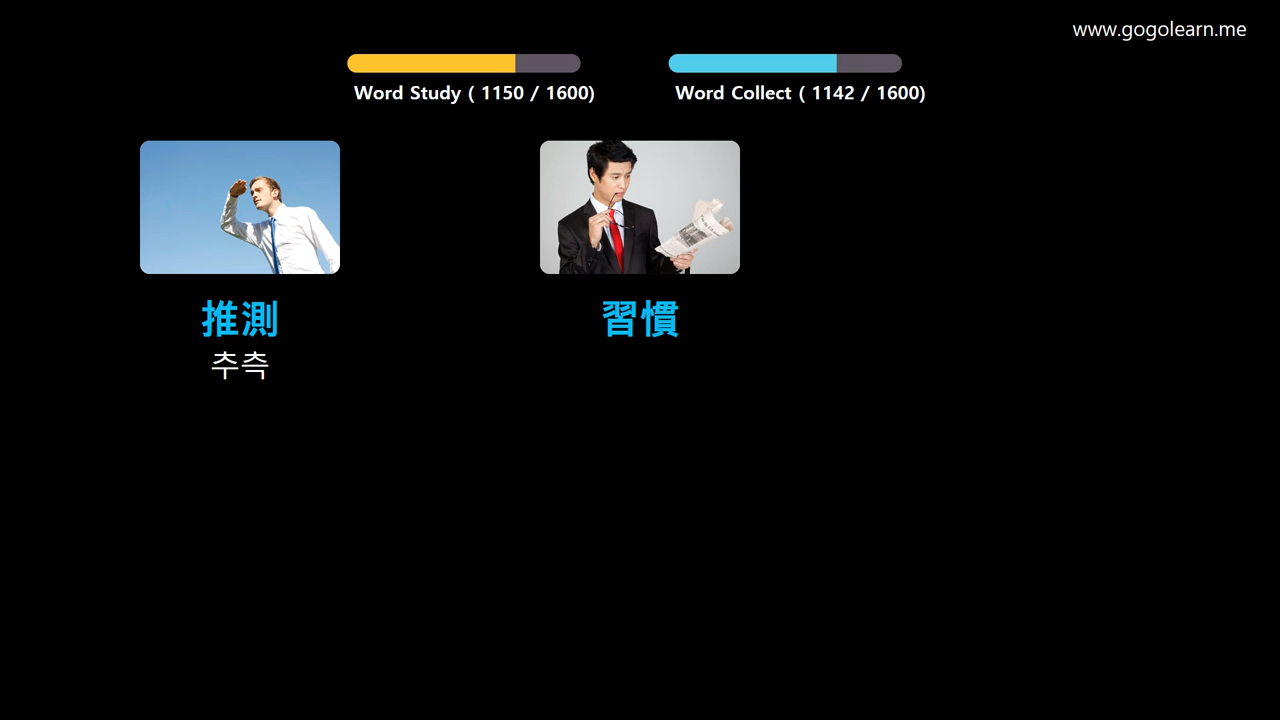 www.gogolearn.me
Word Study ( 1150 / 1600)
Word Collect ( 1142 / 1600)
推測
추측
習慣